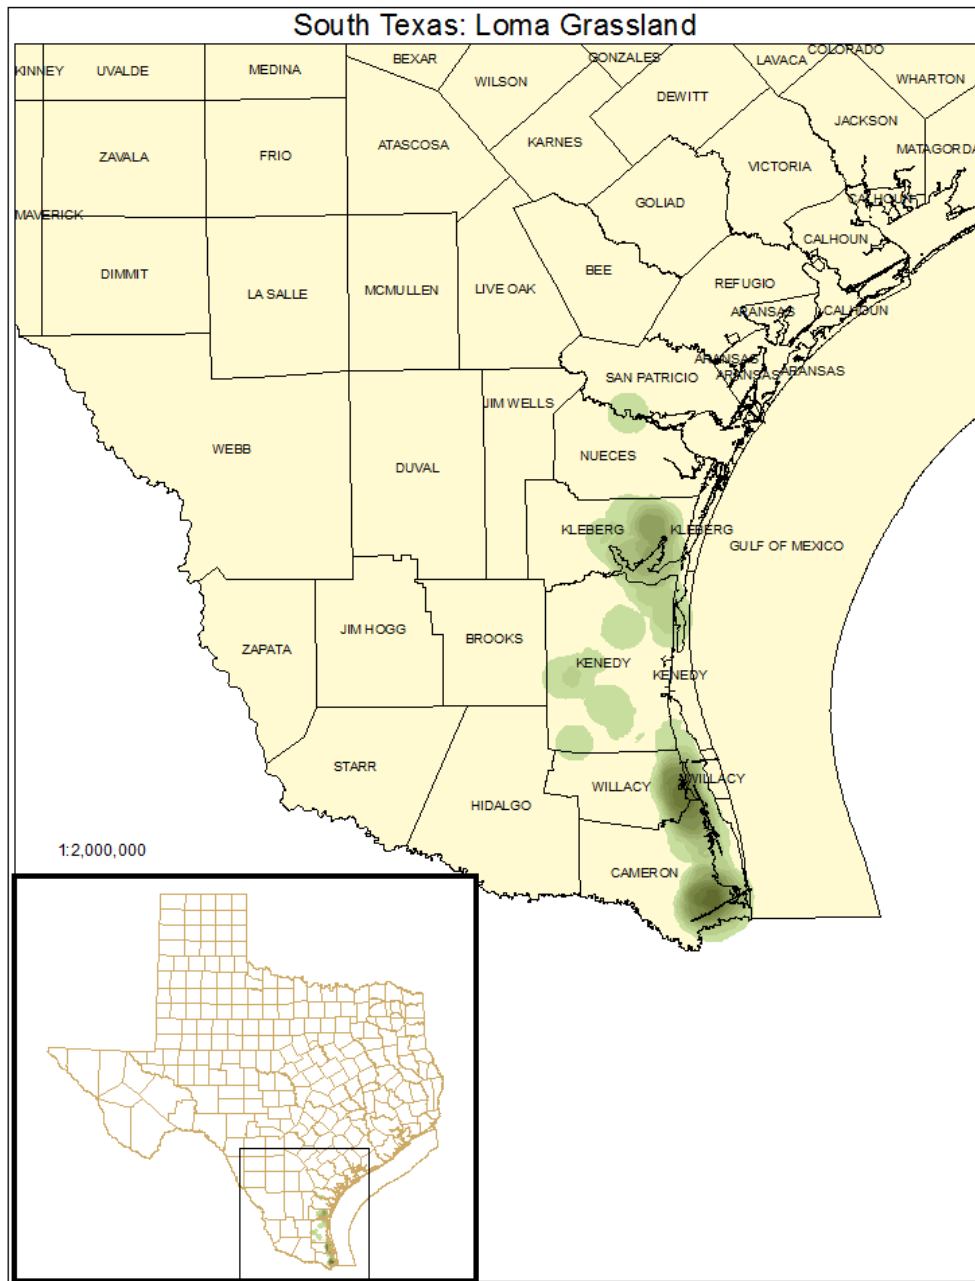 South Texas: Loma Grassland
COLORADO
BEXAR
GONZALES
LAVACA
KINNEY
UVALDE
MEDINA
WILSON
WHARTON
DEWITT
JACKSON
ATASCOSA
KARNES
MATAGORDA
ZAVALA
FRIO
VICTORIA
CALHOUN
GOLIAD
MAVERICK
CALHOUN
DIMMIT
BEE
LA SALLE
MCMULLEN
LIVE OAK
REFUGIO
ARANSAS
CALHOUN
ARANSAS
ARANSAS
ARANSAS
SAN PATRICIO
JIM WELLS
WEBB
DUVAL
NUECES
KLEBERG
KLEBERG
GULF OF MEXICO
JIM HOGG
BROOKS
ZAPATA
KENEDY
KENEDY
STARR
WILLACY
WILLACY
HIDALGO
1:2,000,000
CAMERON